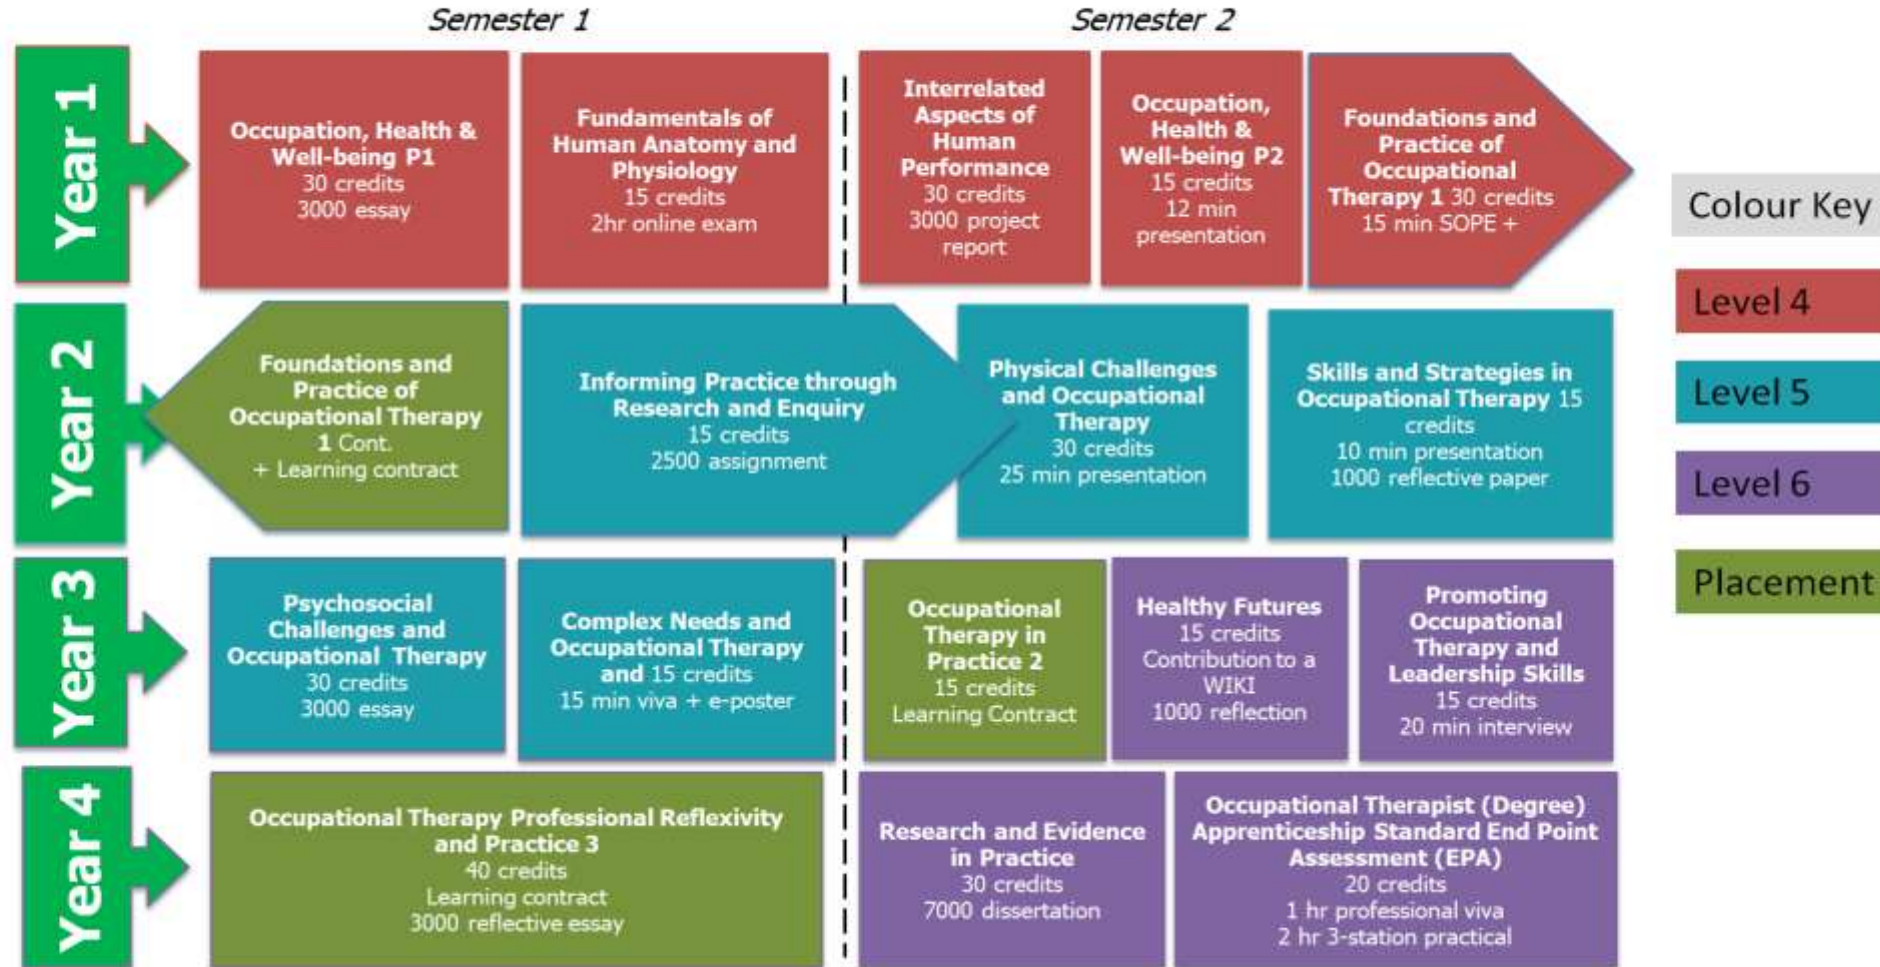 Semester 1
Semester 2
Year 1
Occupation, Health &
Well-being P1
30 credits
3000 essay
Fundamentals of
Human Anatomy and
Physiology
15 credits
2hr online exam
Interrelated
Aspects of
Human
Performance
30 credits
3000 project
report
Occupation,
Health &
Well-being P2
15 credits
12 min
presentation
Foundations and
Practice of
Occupational
Therapy 1 30 credits
15 min SOPE +
Year 2
Foundations and
Practice of
Occupational Therapy
1 Cont.
+ Learning contract
Informing Practice through
Research and Enquiry
15 credits
2500 assignment
Physical Challenges
and Occupational
Therapy
30 credits
25 min presentation
Skills and Strategies in
Occupational Therapy 15
credits
10 min presentation
1000 reflective paper
Year 3
Psychosocial
Challenges and
Occupational Therapy
30 credits
3000 essay
Complex Needs and
Occupational Therapy
and 15 credits
15 min viva + e-poster
Occupational
Therapy in
Practice 2
15 credits
Learning Contract
Healthy Futures
15 credits
Contribution to a
WIKI
1000 reflection
Promoting
Occupational
Therapy and
Leadership Skills
15 credits
20 min interview
Year 4
Occupational Therapy Professional Reflexivity
and Practice 3
40 credits
Learning contract
3000 reflective essay
Research and Evidence
in Practice
30 credits
7000 dissertation
Occupational Therapist (Degree)
Apprenticeship Standard End Point
Assessment (EPA)
20 credits
1 hr professional viva
2 hr 3-station practical
Colour Key
Level 4
Level 5
Level 6
Placement